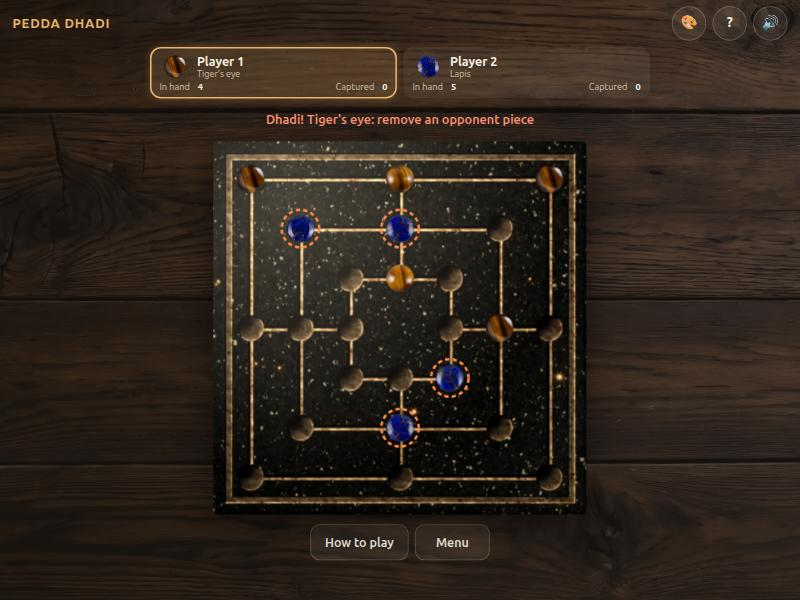 PEDDA DHADI
?
Player 1
Tiger's eye
In hand 4 Captured 0
Player 2
Lapis
In hand 5 Captured 0
Dhadi! Tiger's eye: remove an opponent piece
How to play
Menu